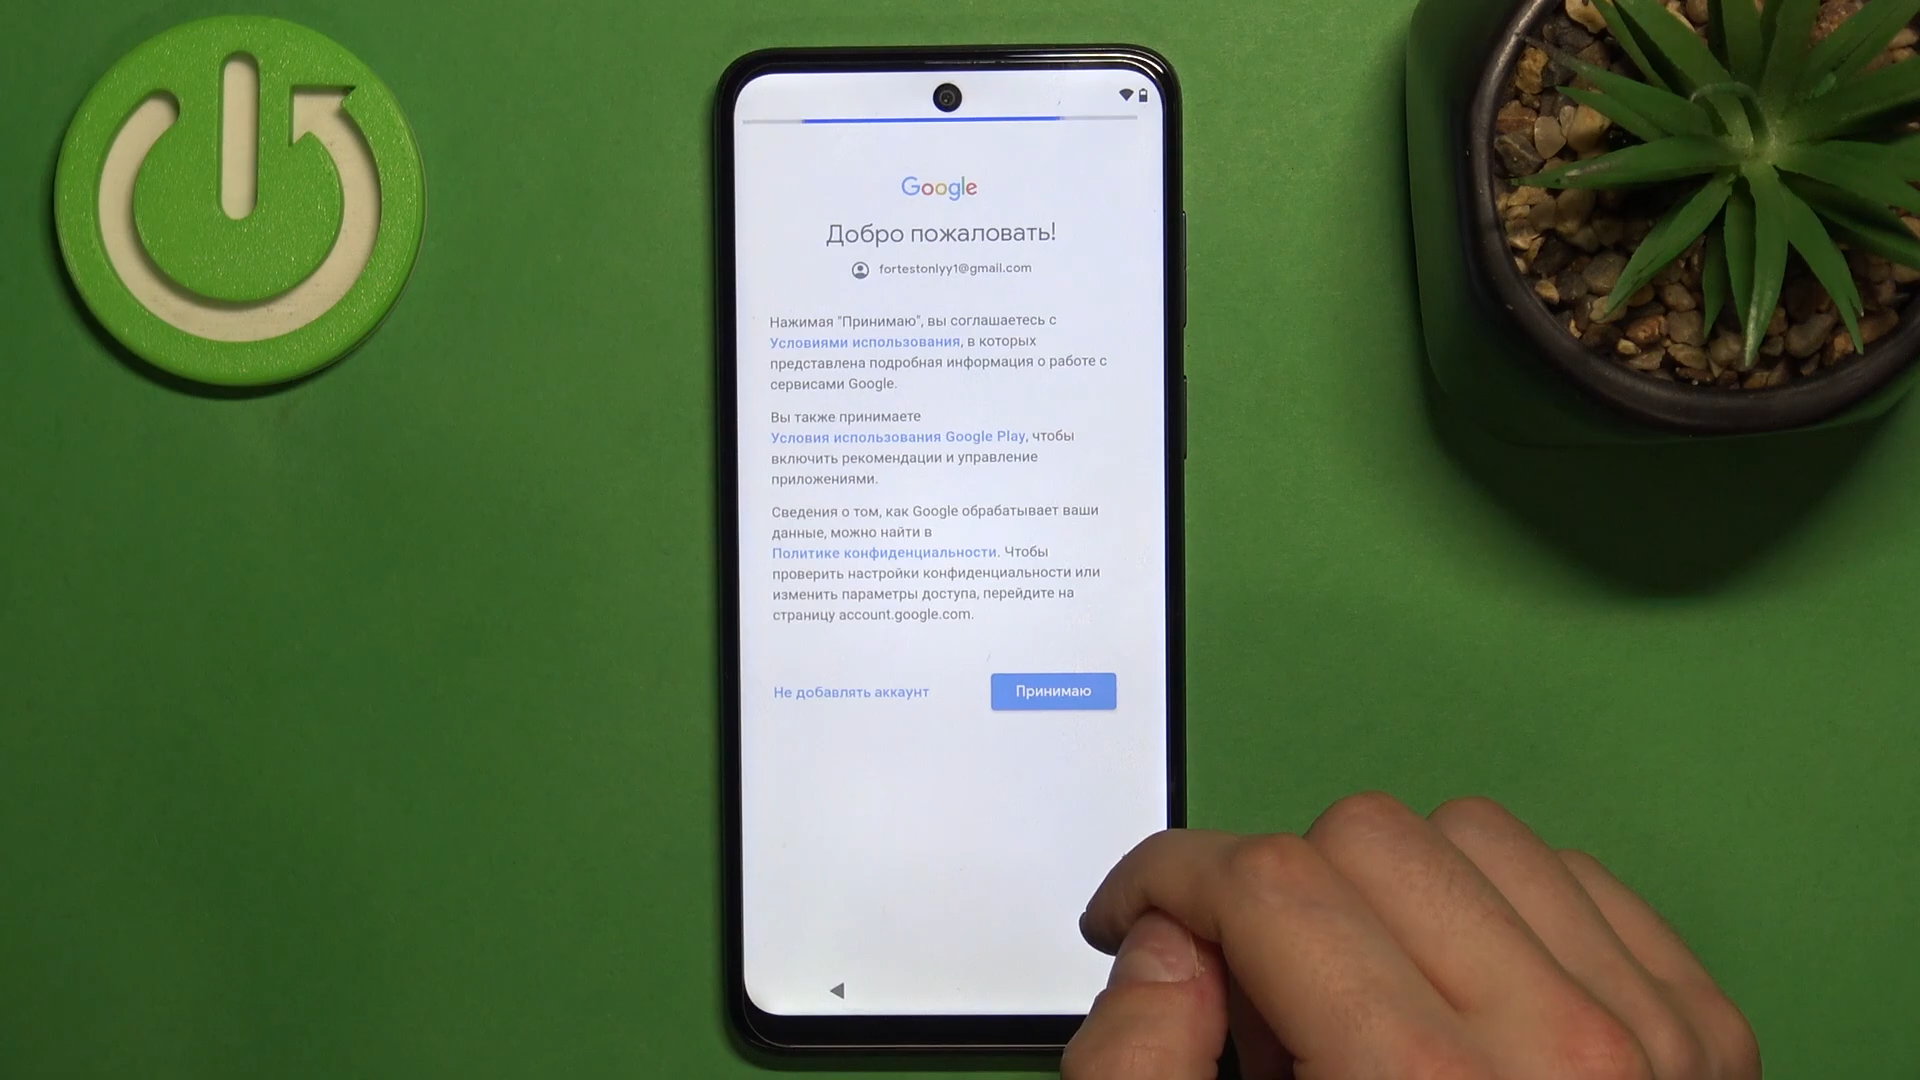 Google
Добро пожаловать!
fortestonlyy1@gmail.com
Нажимая "Принимаю", вы соглашаетесь с
Условиями использования, в которых
представлена подробная информация о работе с
сервисами Google.
Вы также принимаете
Условия использования Google Play, чтобы
включить рекомендации и управление
приложениями.
Сведения о том, как Google обрабатывает ваши
данные, можно найти в
Политике конфиденциальности. Чтобы
проверить настройки конфиденциальности или
изменить параметры доступа, перейдите на
страницу account.google.com.
Не добавлять аккаунт
Принимаю